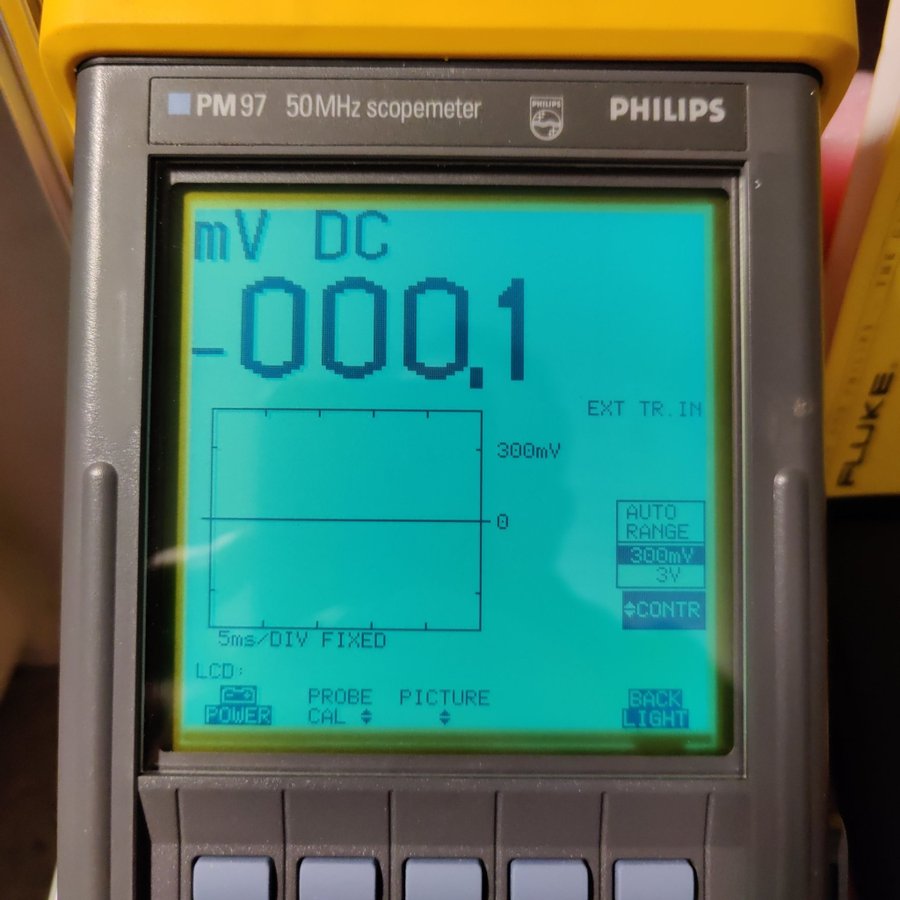 PM97 50MHz scopemeter PHILIPS PHILIPS
mV DC
-000.1
EXT TR.IN
300mV
0
AUTO
RANGE
300mV
3V
CONTR
5ms/DIV FIXED
LCD:
POWER
PROBE
CAL
PICTURE
BACK
LIGHT
FLUKE